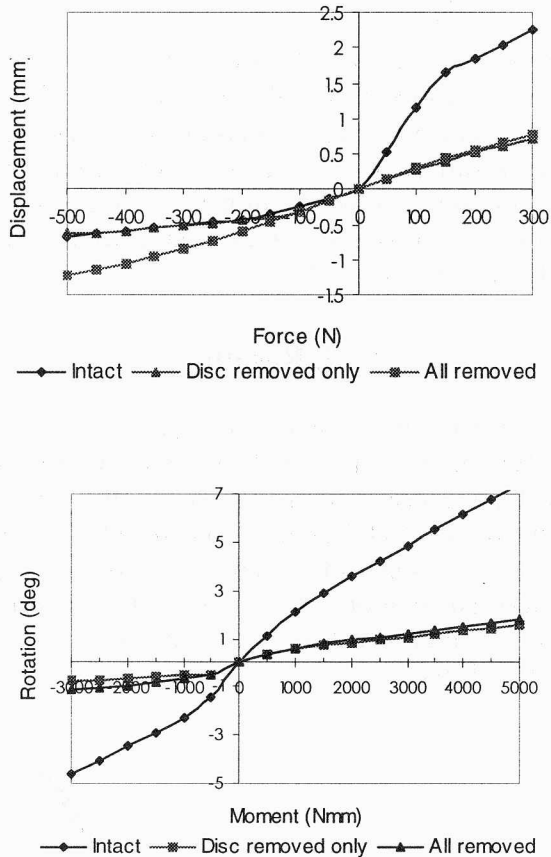 2.5
2
1.5
1
0.5
0
-0.5
-1
-1.5
Displacement (mm)
-500 -400 -300 -200 -100 0 100 200 300
Force (N)
Intact Disc removed only All removed
7
5
3
1
-3
-5
Rotation (deg)
-3000 -2000 -1000 0 1000 2000 3000 4000 5000
Moment (Nmm)
Intact Disc removed only All removed